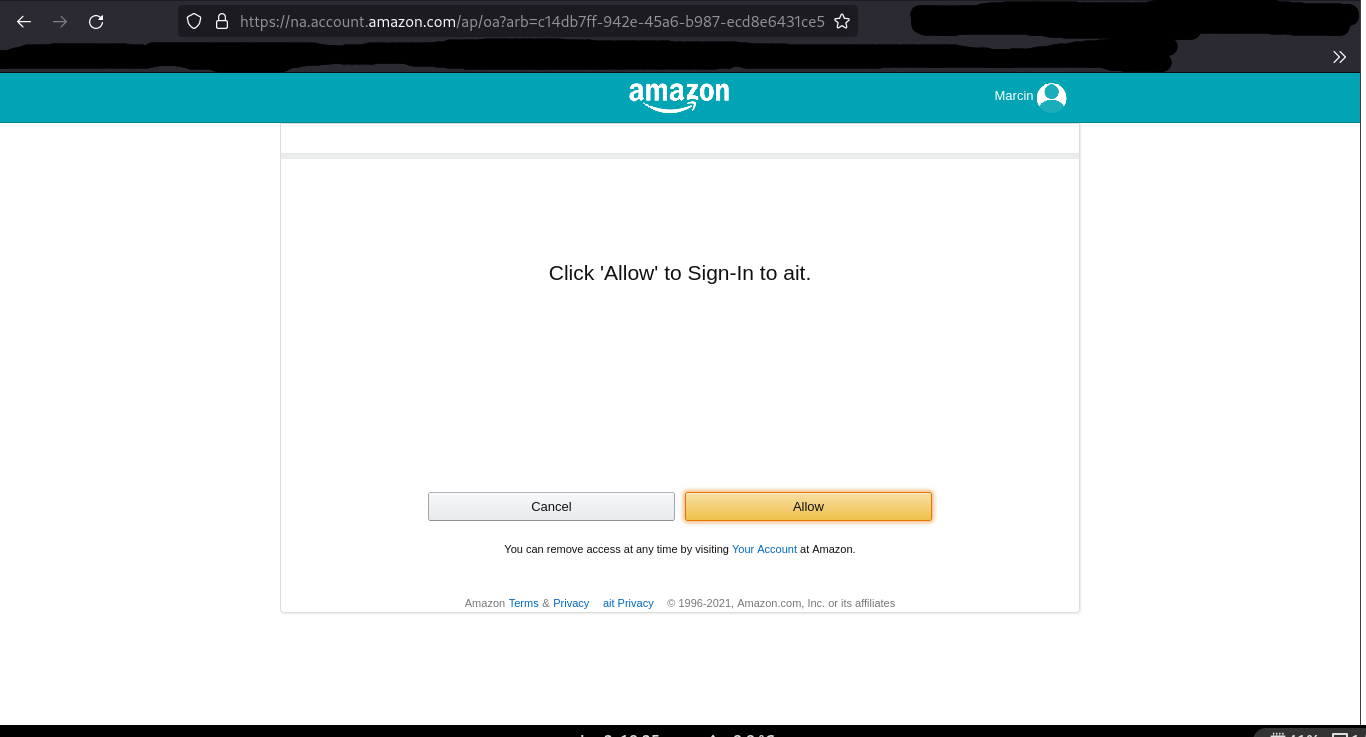 https://na.account.amazon.com/ap/oa?arb=c14db7ff-942e-45a6-b987-ecd8e6431ce5
amazon
Marcin
Click 'Allow' to Sign-In to ait.
Cancel Allow
You can remove access at any time by visiting Your Account at Amazon.
Amazon Terms & Privacy ait Privacy © 1996-2021, Amazon.com, Inc. or its affiliates